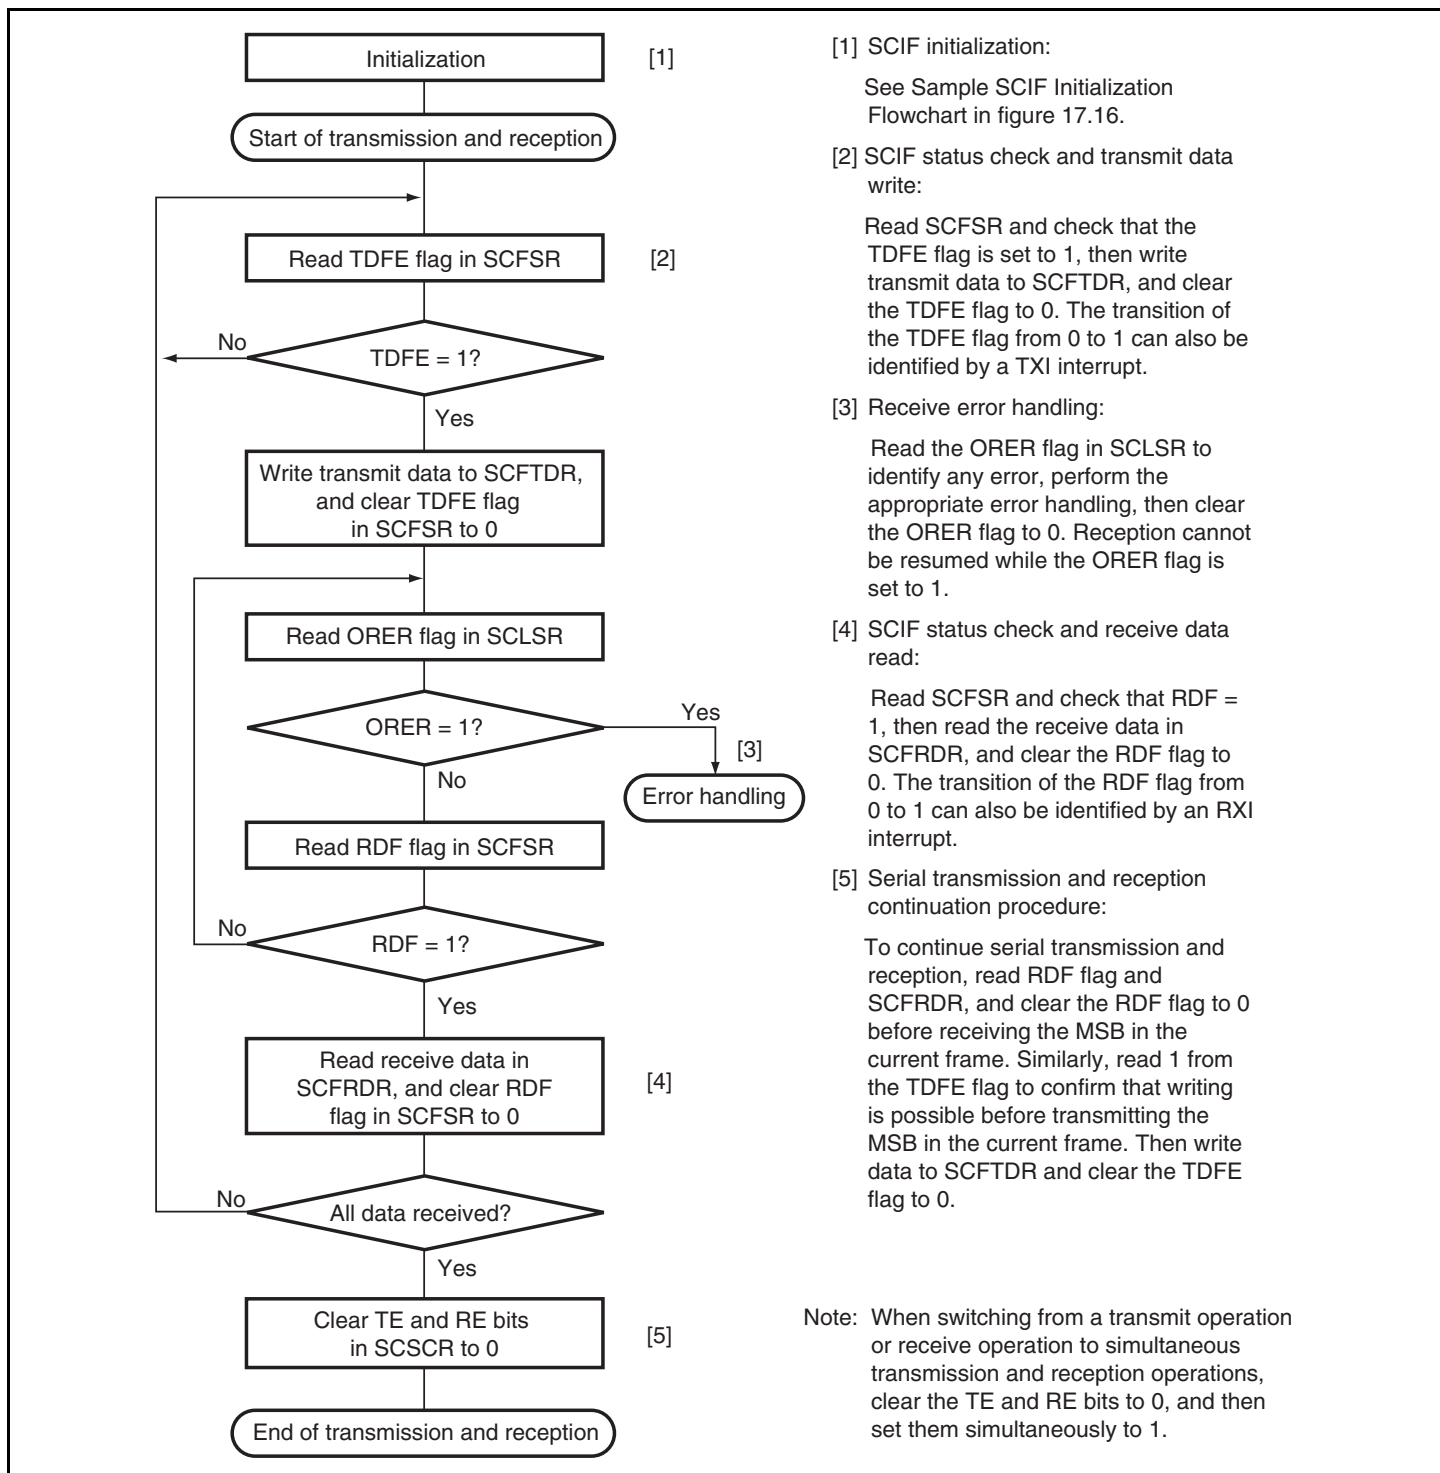 Initialization
[1]
Start of transmission and reception
Read TDFE flag in SCFSR
[2]
No
TDFE = 1?
Yes
Write transmit data to SCFTDR,
and clear TDFE flag
in SCFSR to 0
Read ORER flag in SCLSR
ORER = 1?
Yes
[3]
No
Error handling
Read RDF flag in SCFSR
No
RDF = 1?
Yes
Read receive data in
SCFRDR, and clear RDF
flag in SCFSR to 0
[4]
No
All data received?
Yes
Clear TE and RE bits
in SCSCR to 0
[5]
End of transmission and reception
[1] SCIF initialization:
See Sample SCIF Initialization
Flowchart in figure 17.16.
[2] SCIF status check and transmit data
write:
Read SCFSR and check that the
TDFE flag is set to 1, then write
transmit data to SCFTDR, and clear
the TDFE flag to 0. The transition of
the TDFE flag from 0 to 1 can also be
identified by a TXI interrupt.
[3] Receive error handling:
Read the ORER flag in SCLSR to
identify any error, perform the
appropriate error handling, then clear
the ORER flag to 0. Reception cannot
be resumed while the ORER flag is
set to 1.
[4] SCIF status check and receive data
read:
Read SCFSR and check that RDF =
1, then read the receive data in
SCFRDR, and clear the RDF flag to
0. The transition of the RDF flag from
0 to 1 can also be identified by an RXI
interrupt.
[5] Serial transmission and reception
continuation procedure:
To continue serial transmission and
reception, read RDF flag and
SCFRDR, and clear the RDF flag to 0
before receiving the MSB in the
current frame. Similarly, read 1 from
the TDFE flag to confirm that writing
is possible before transmitting the
MSB in the current frame. Then write
data to SCFTDR and clear the TDFE
flag to 0.
Note: When switching from a transmit operation
or receive operation to simultaneous
transmission and reception operations,
clear the TE and RE bits to 0, and then
set them simultaneously to 1.